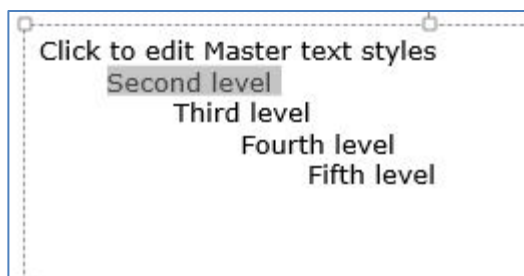 Click to edit Master text styles
Second level
Third level
Fourth level
Fifth level